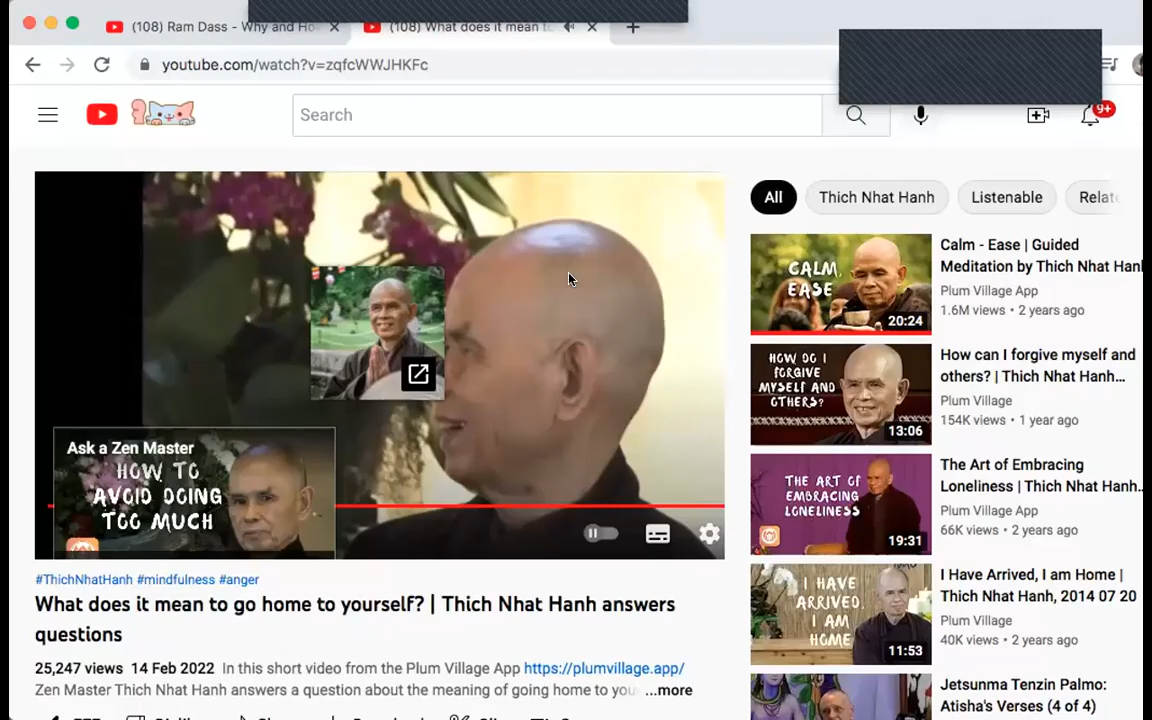 (108) Ram Dass - Why and Ho
(108) What does it mean to
youtube.com/watch?v=zqfcWWJHKFc
Search
9+
All
Thich Nhat Hanh
Listenable
Relate
Ask a Zen Master
HOW TO
AVOID DOING
TOO MUCH
#ThichNhatHanh #mindfulness #anger
What does it mean to go home to yourself? | Thich Nhat Hanh answers
questions
25,247 views 14 Feb 2022 In this short video from the Plum Village App https://plumvillage.app/
Zen Master Thich Nhat Hanh answers a question about the meaning of going home to you ...more
CALM,
EASE
20:24
Calm - Ease | Guided
Meditation by Thich Nhat Hanh
Plum Village App
1.6M views • 2 years ago
HOW DO I
FORGIVE
MYSELF AND
OTHERS?
13:06
How can I forgive myself and
others? | Thich Nhat Hanh...
Plum Village
154K views • 1 year ago
THE ART OF
EMBRACING
LONELINESS
19:31
The Art of Embracing
Loneliness | Thich Nhat Hanh...
Plum Village App
66K views • 2 years ago
I HAVE
ARRIVED,
I AM
HOME
11:53
I Have Arrived, I am Home |
Thich Nhat Hanh, 2014 07 20
Plum Village
40K views • 2 years ago
Jetsunma Tenzin Palmo:
Atisha's Verses (4 of 4)